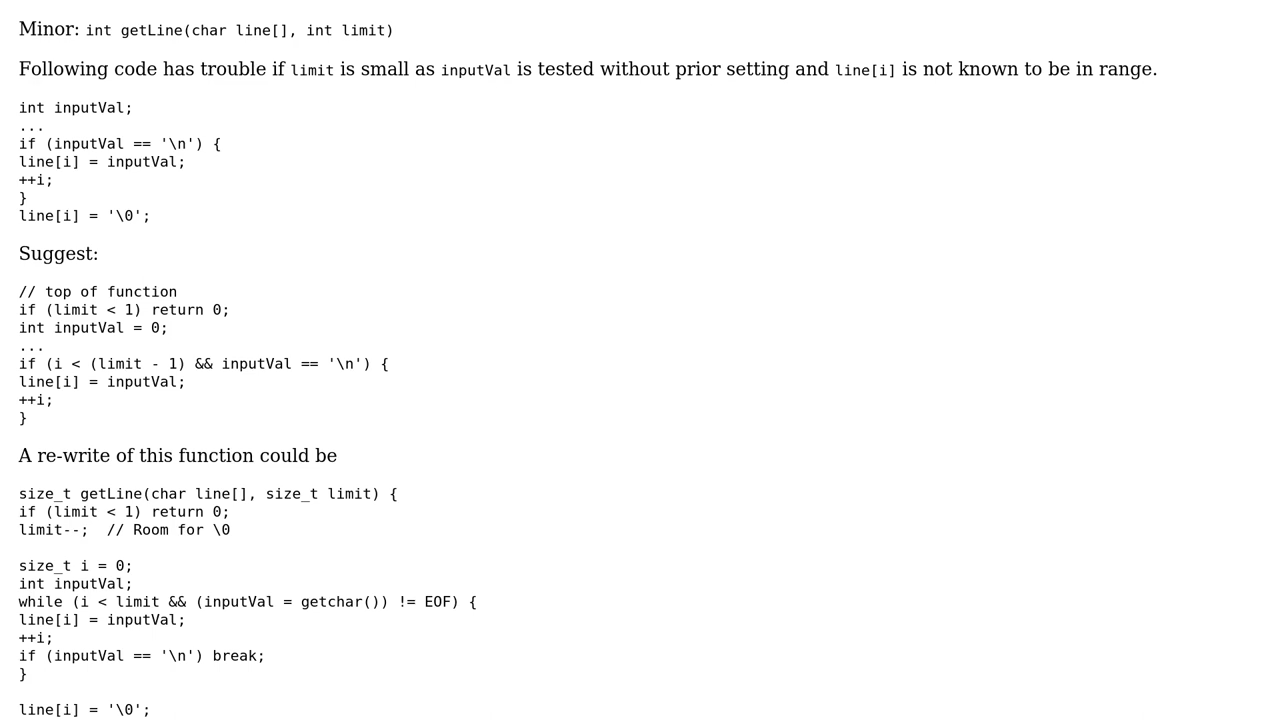 Minor: int getLine(char line[], int limit)
Following code has trouble if limit is small as inputVal is tested without prior setting and line[i] is not known to be in range.
int inputVal;
...
if (inputVal == '\n') {
line[i] = inputVal;
++i;
}
line[i] = '\0';
Suggest:
// top of function
if (limit < 1) return 0;
int inputVal = 0;
...
if (i < (limit - 1) && inputVal == '\n') {
line[i] = inputVal;
++i;
}
A re-write of this function could be
size_t getLine(char line[], size_t limit) {
if (limit < 1) return 0;
limit--;  // Room for \0
size_t i = 0;
int inputVal;
while (i < limit && (inputVal = getchar()) != EOF) {
line[i] = inputVal;
++i;
if (inputVal == '\n') break;
}
line[i] = '\0';